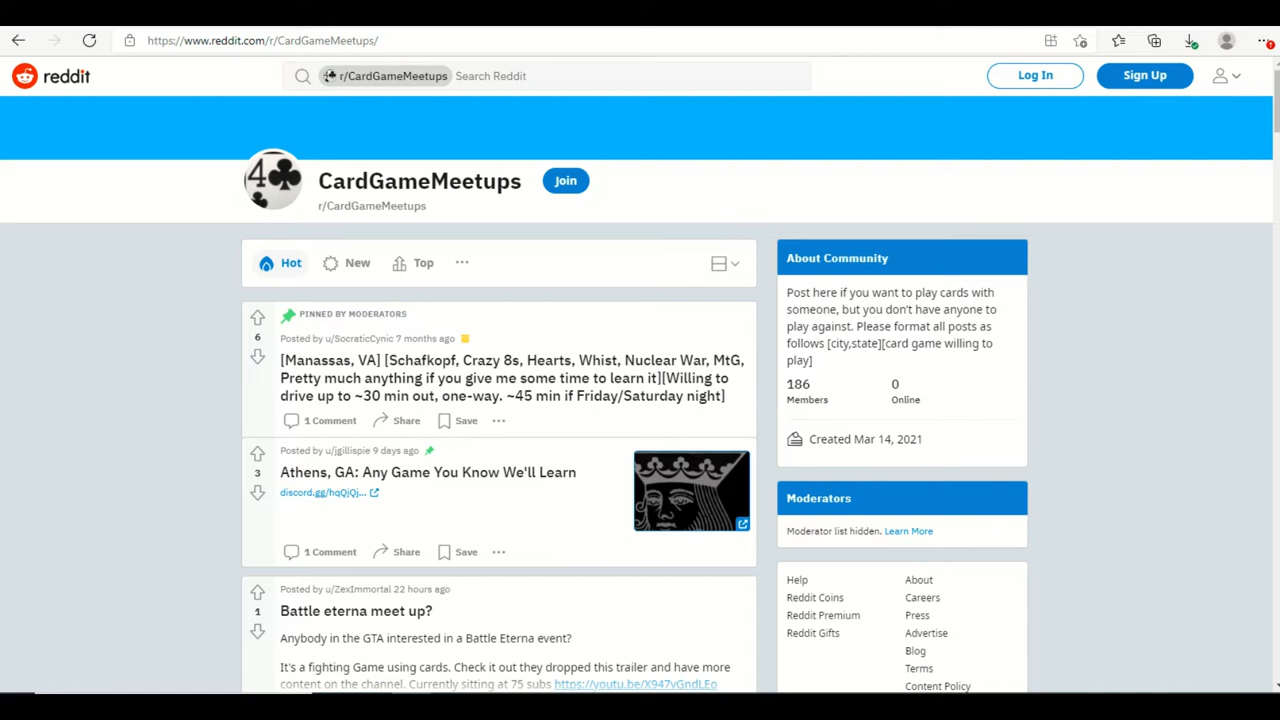 https://www.reddit.com/r/CardGameMeetups/
reddit
r/CardGameMeetups Search Reddit
Log In
Sign Up
4
CardGameMeetups
Join
r/CardGameMeetups
Hot
New
Top
PINNED BY MODERATORS
6
Posted by u/SocraticCynic 7 months ago
[Manassas, VA] [Schafkopf, Crazy 8s, Hearts, Whist, Nuclear War, MtG,
Pretty much anything if you give me some time to learn it][Willing to
drive up to ~30 min out, one-way. ~45 min if Friday/Saturday night]
1 Comment
Share
Save
Posted by u/jgillispie 9 days ago
3
Athens, GA: Any Game You Know We'll Learn
discord.gg/hqQjQj...
1 Comment
Share
Save
Posted by u/ZexImmortal 22 hours ago
1
Battle eterna meet up?
Anybody in the GTA interested in a Battle Eterna event?
It's a fighting Game using cards. Check it out they dropped this trailer and have more
content on the channel. Currently sitting at 75 subs https://youtu.be/X947vGndLEo
About Community
Post here if you want to play cards with
someone, but you don't have anyone to
play against. Please format all posts as
follows [city,state][card game willing to
play]
186
0
Members
Online
Created Mar 14, 2021
Moderators
Moderator list hidden. Learn More
Help
About
Reddit Coins
Careers
Reddit Premium
Press
Reddit Gifts
Advertise
Blog
Terms
Content Policy